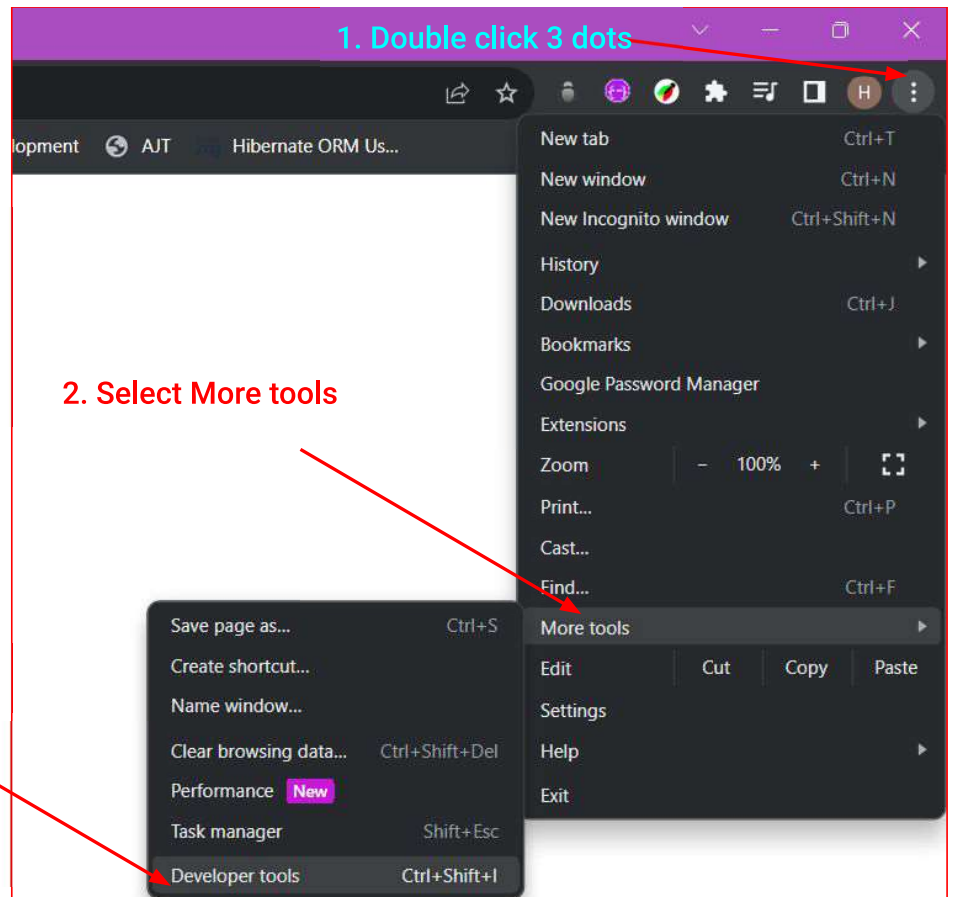 1. Double click 3 dots
H
lopment AJT Hibernate ORM Us...
New tab Ctrl+T
New window Ctrl+N
New Incognito window Ctrl+Shift+N
History
Downloads Ctrl+J
Bookmarks
Google Password Manager
2. Select More tools
Extensions
Zoom − 100% +
Print... Ctrl+P
Cast...
Find... Ctrl+F
More tools
Edit Cut Copy Paste
Settings
Help
Exit
Save page as... Ctrl+S
Create shortcut...
Name window...
Clear browsing data... Ctrl+Shift+Del
Performance New
Task manager Shift+Esc
Developer tools Ctrl+Shift+I